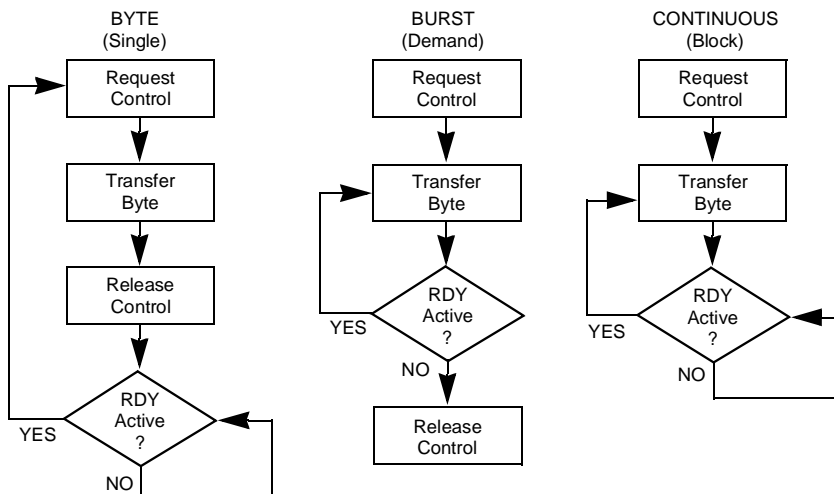 BYTE
(Single)
Request
Control
Transfer
Byte
Release
Control
RDY
Active
?
YES
NO
BURST
(Demand)
Request
Control
Transfer
Byte
RDY
Active
?
YES
NO
Release
Control
CONTINUOUS
(Block)
Request
Control
Transfer
Byte
RDY
Active
?
YES
NO